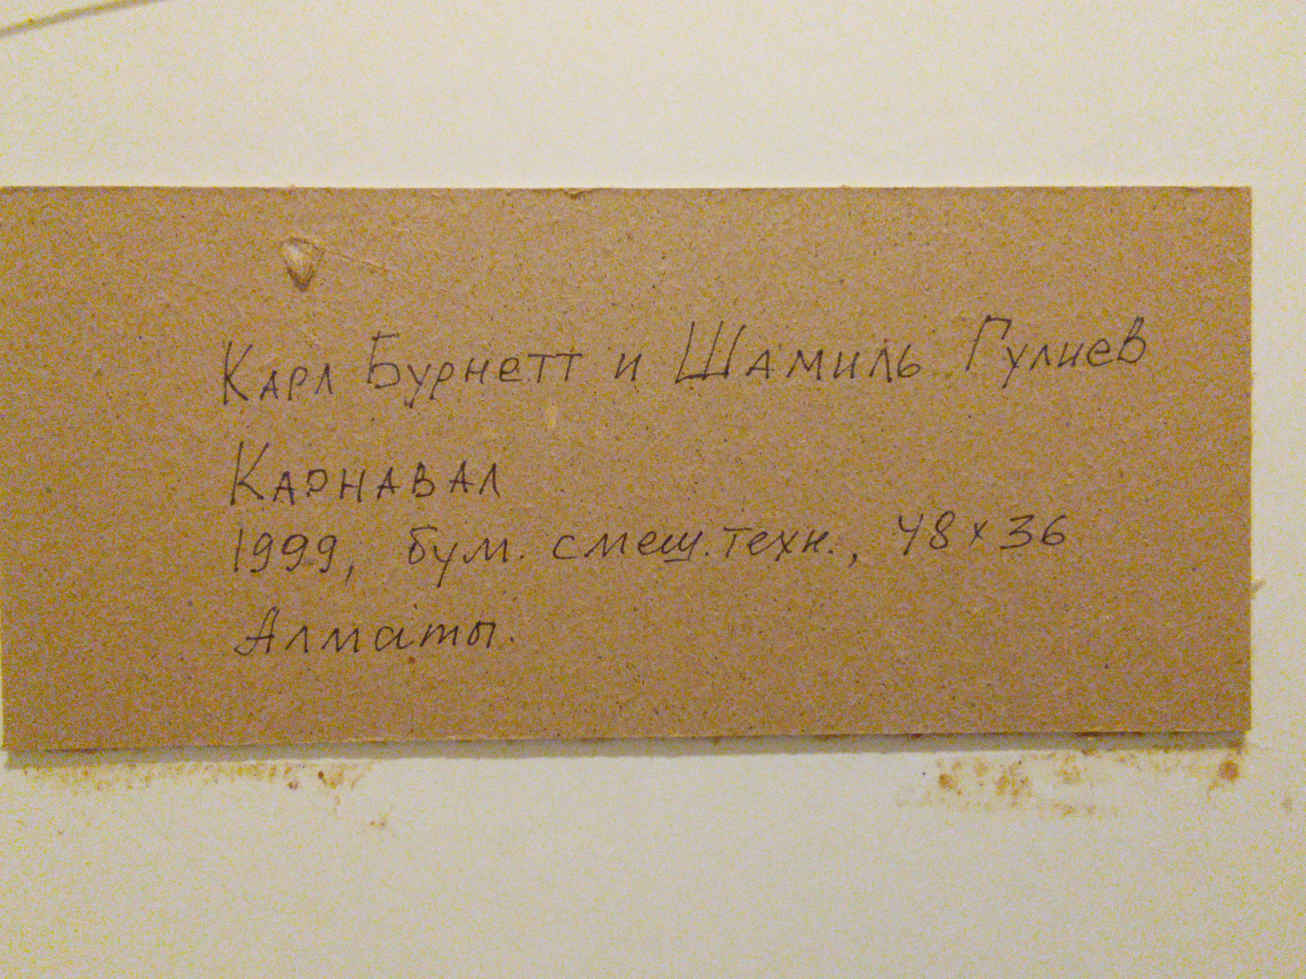 Карл Бурнетт и Шамиль Гулиев
Карнавал
1999, бум. смеш. техн., 48 х 36
Алматы.